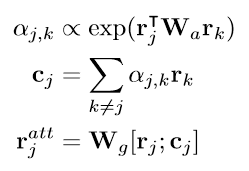 α_{j,k} ∝ exp(r_j^⊺ W_a r_k)
c_j = ∑_{k≠j} α_{j,k} r_k
r_j^{att} = W_g[r_j; c_j]